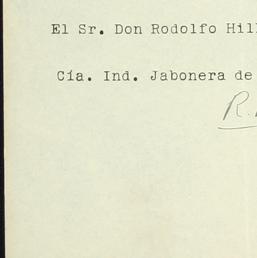 El Sr. Don Rodolfo Hill
Cía. Ind. Jabonera de
R.